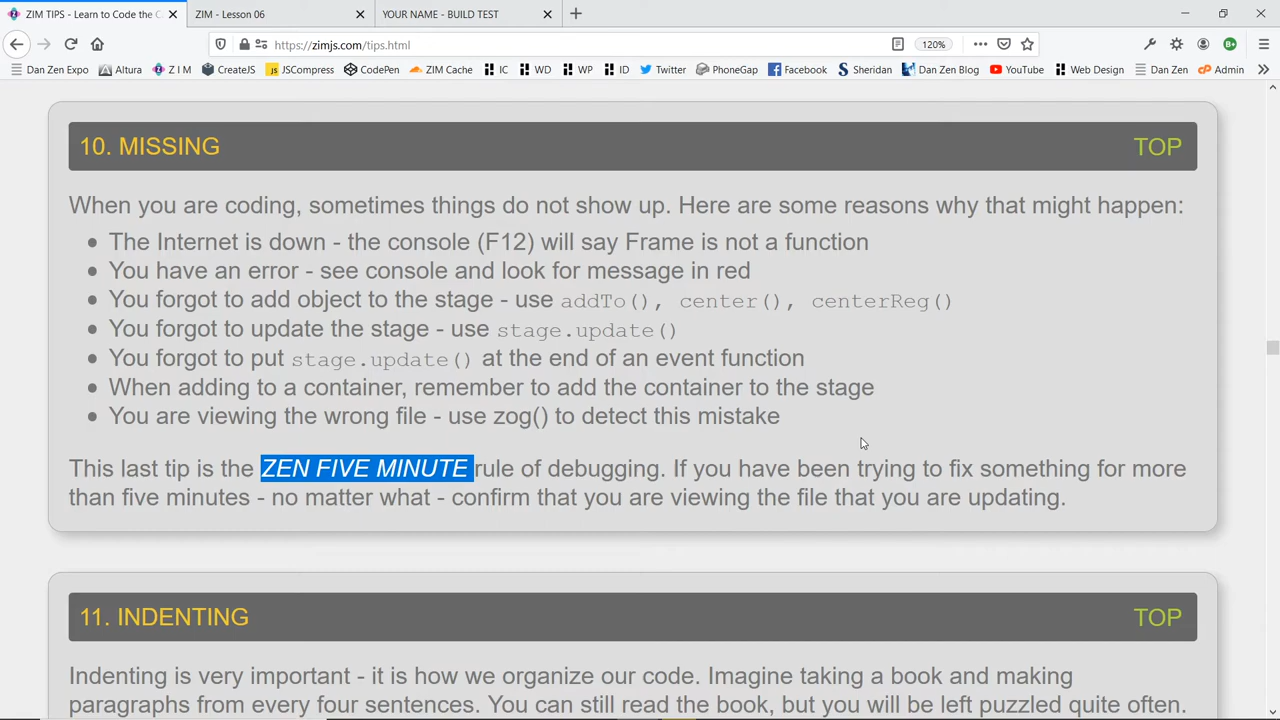 ZIM TIPS - Learn to Code the C
ZIM - Lesson 06
YOUR NAME - BUILD TEST
https://zimjs.com/tips.html
120%
Dan Zen Expo Altura Z I M CreateJS JSCompress CodePen ZIM Cache IC WD WP ID Twitter PhoneGap Facebook Sheridan Dan Zen Blog YouTube Web Design Dan Zen Admin
10. MISSING TOP
When you are coding, sometimes things do not show up. Here are some reasons why that might happen:
The Internet is down - the console (F12) will say Frame is not a function
You have an error - see console and look for message in red
You forgot to add object to the stage - use addTo(), center(), centerReg()
You forgot to update the stage - use stage.update()
You forgot to put stage.update() at the end of an event function
When adding to a container, remember to add the container to the stage
You are viewing the wrong file - use zog() to detect this mistake
This last tip is the ZEN FIVE MINUTE rule of debugging. If you have been trying to fix something for more
than five minutes - no matter what - confirm that you are viewing the file that you are updating.
11. INDENTING TOP
Indenting is very important - it is how we organize our code. Imagine taking a book and making
paragraphs from every four sentences. You can still read the book, but you will be left puzzled quite often.